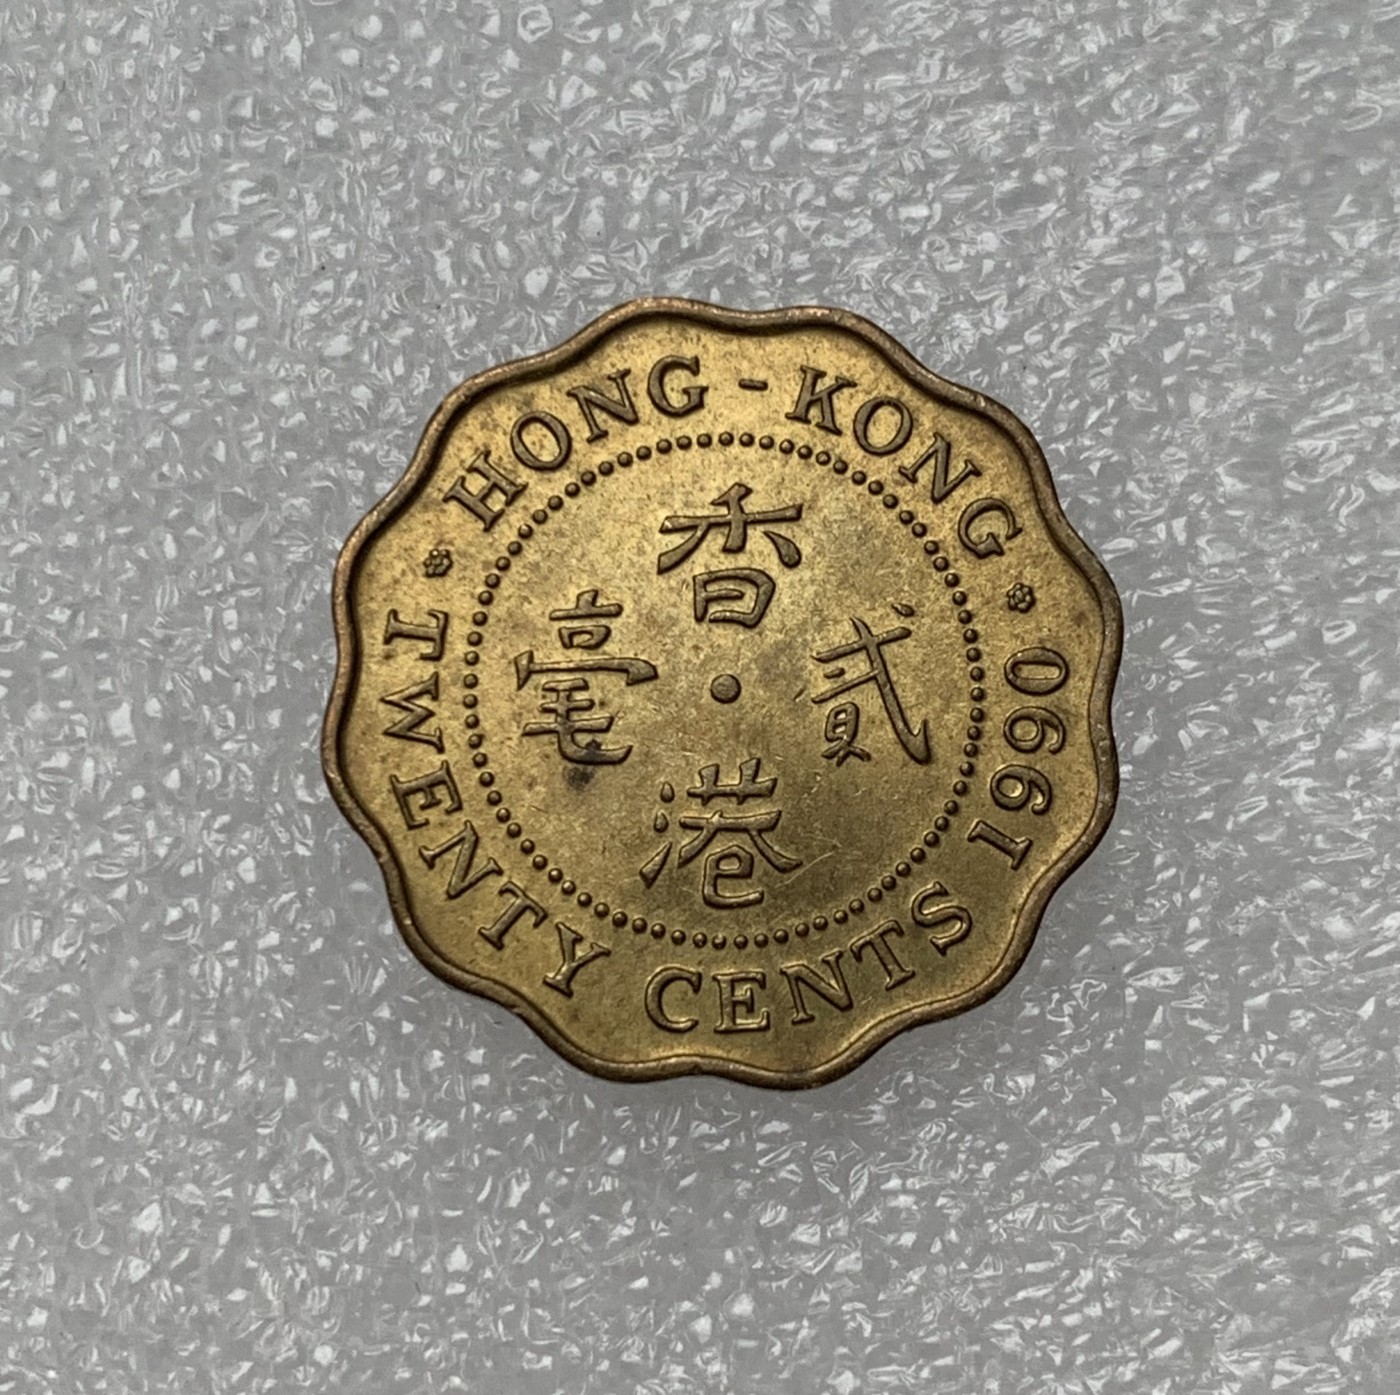 HONG-KONG
TWENTY CENTS 1990
香港
貳毫